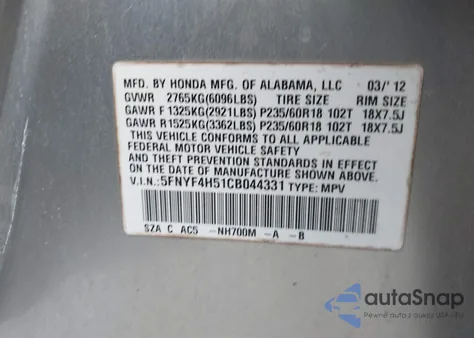 MFD. BY HONDA MFG. OF ALABAMA, LLC 03/'12
GVWR 2765KG(6096LBS) TIRE SIZE RIM SIZE
GAWR F 1325KG(2921LBS) P235/60R18 102T 18X7.5J
GAWR R1525KG(3362LBS) P235/60R18 102T 18X7.5J
THIS VEHICLE CONFORMS TO ALL APPLICABLE
FEDERAL MOTOR VEHICLE SAFETY
AND THEFT PREVENTION STANDARDS IN EFFECT
ON THE DATE OF MANUFACTURE SHOWN ABOVE.
V.I.N.:5FNYF4H51CB044331 TYPE: MPV
SZA C AC5 -NH700M -A -B
autoSnap